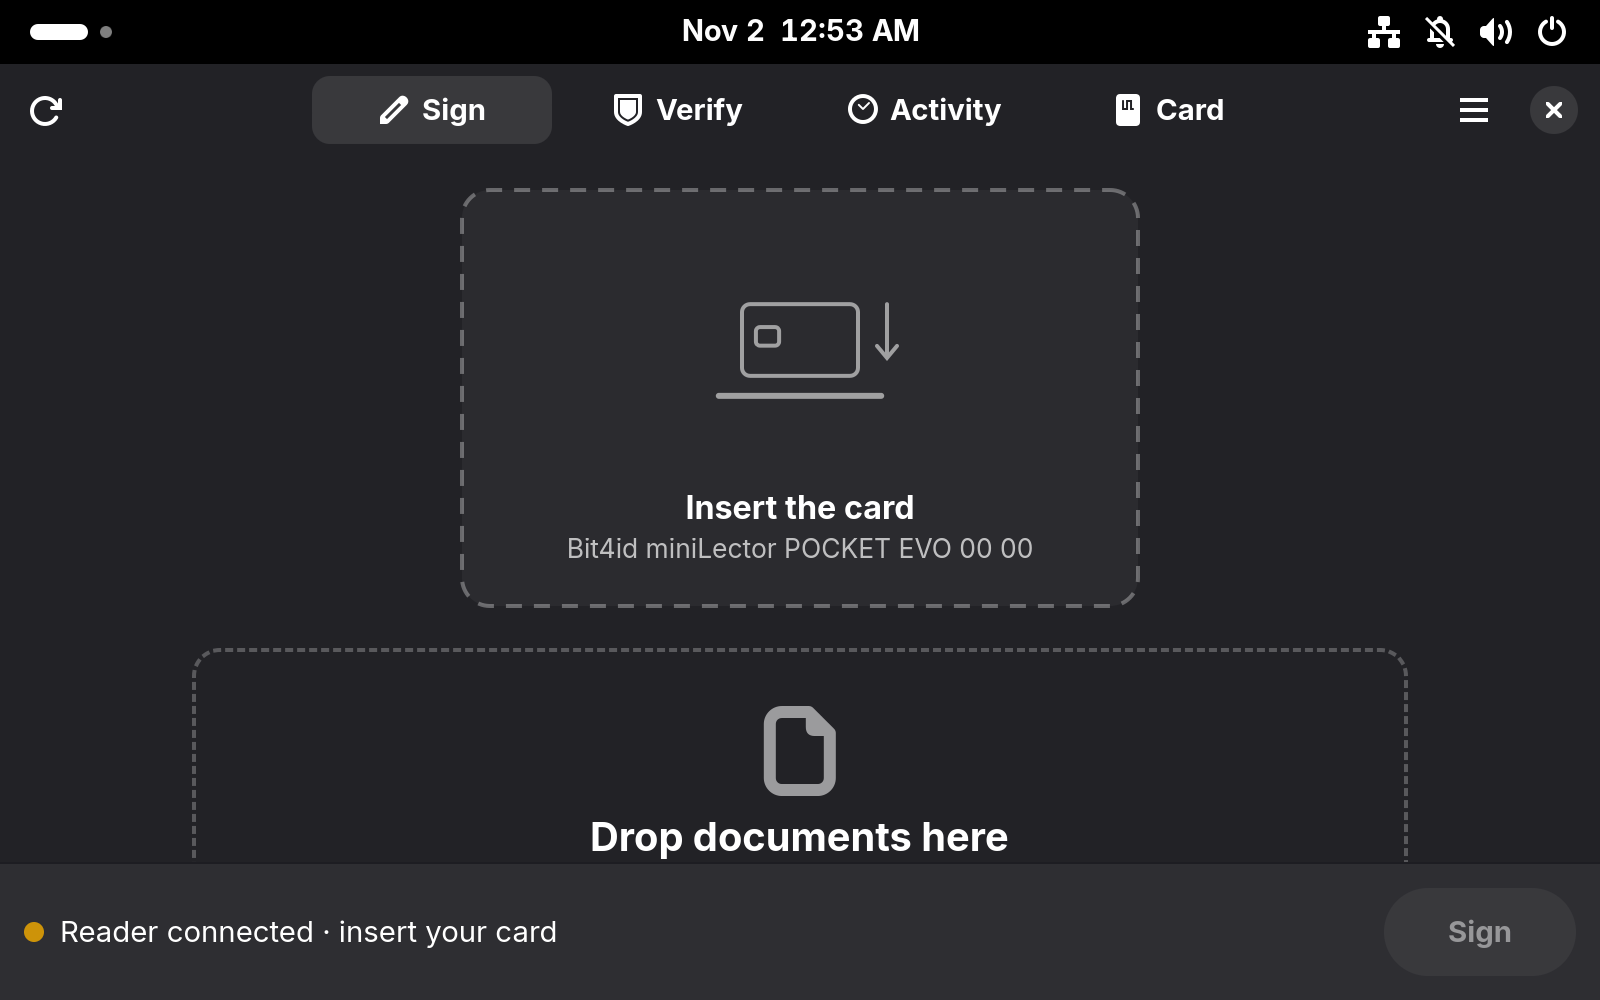 Nov 2 12:53 AM
Sign
Verify
Activity
Card
Insert the card
Bit4id miniLector POCKET EVO 00 00
Drop documents here
Reader connected · insert your card
Sign